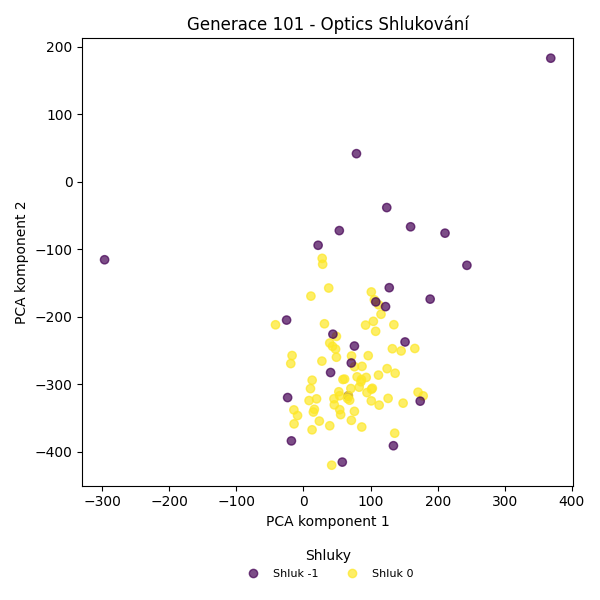 Generace 101 - Optics Shlukování
200
100
0
−100
−200
−300
−400
PCA komponent 2
−300 −200 −100 0 100 200 300 400
PCA komponent 1
Shluky
Shluk -1 Shluk 0